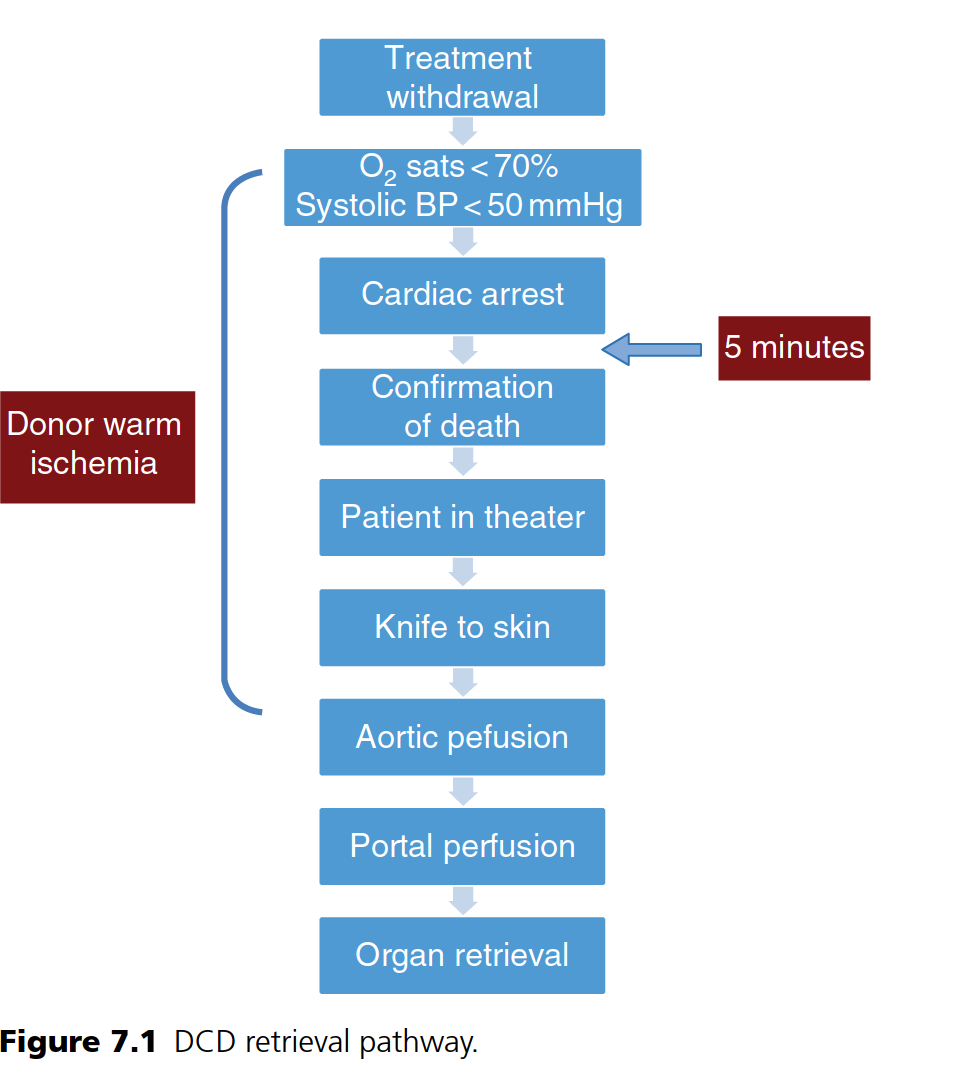 Treatment
withdrawal
O2 sats < 70%
Systolic BP < 50 mmHg
Cardiac arrest
5 minutes
Confirmation
of death
Donor warm
ischemia
Patient in theater
Knife to skin
Aortic pefusion
Portal perfusion
Organ retrieval
Figure 7.1 DCD retrieval pathway.